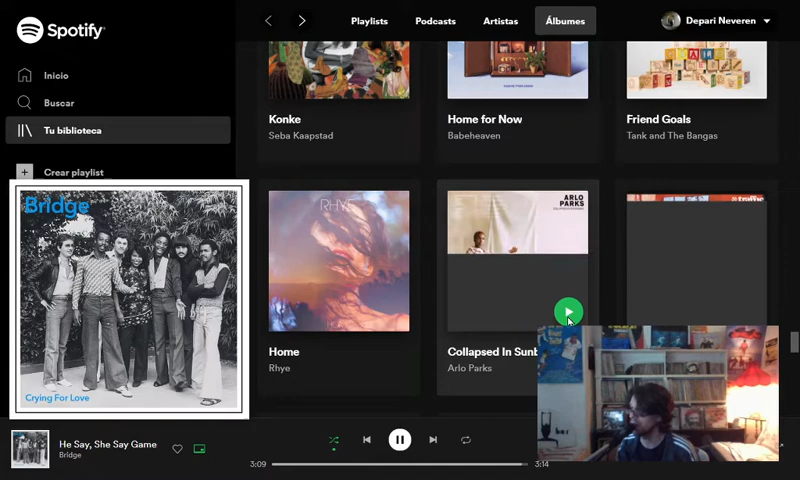 Spotify
Playlists
Podcasts
Artistas
Álbumes
Depari Neveren
Inicio
Buscar
Tu biblioteca
Crear playlist
Konke
Seba Kaapstad
Home for Now
Babeheaven
Friend Goals
Tank and The Bangas
Bridge
Crying For Love
RHYE
Home
Rhye
ARLO
PARKS
Collapsed In Sunb
Arlo Parks
He Say, She Say Game
Bridge
3:09
3:14